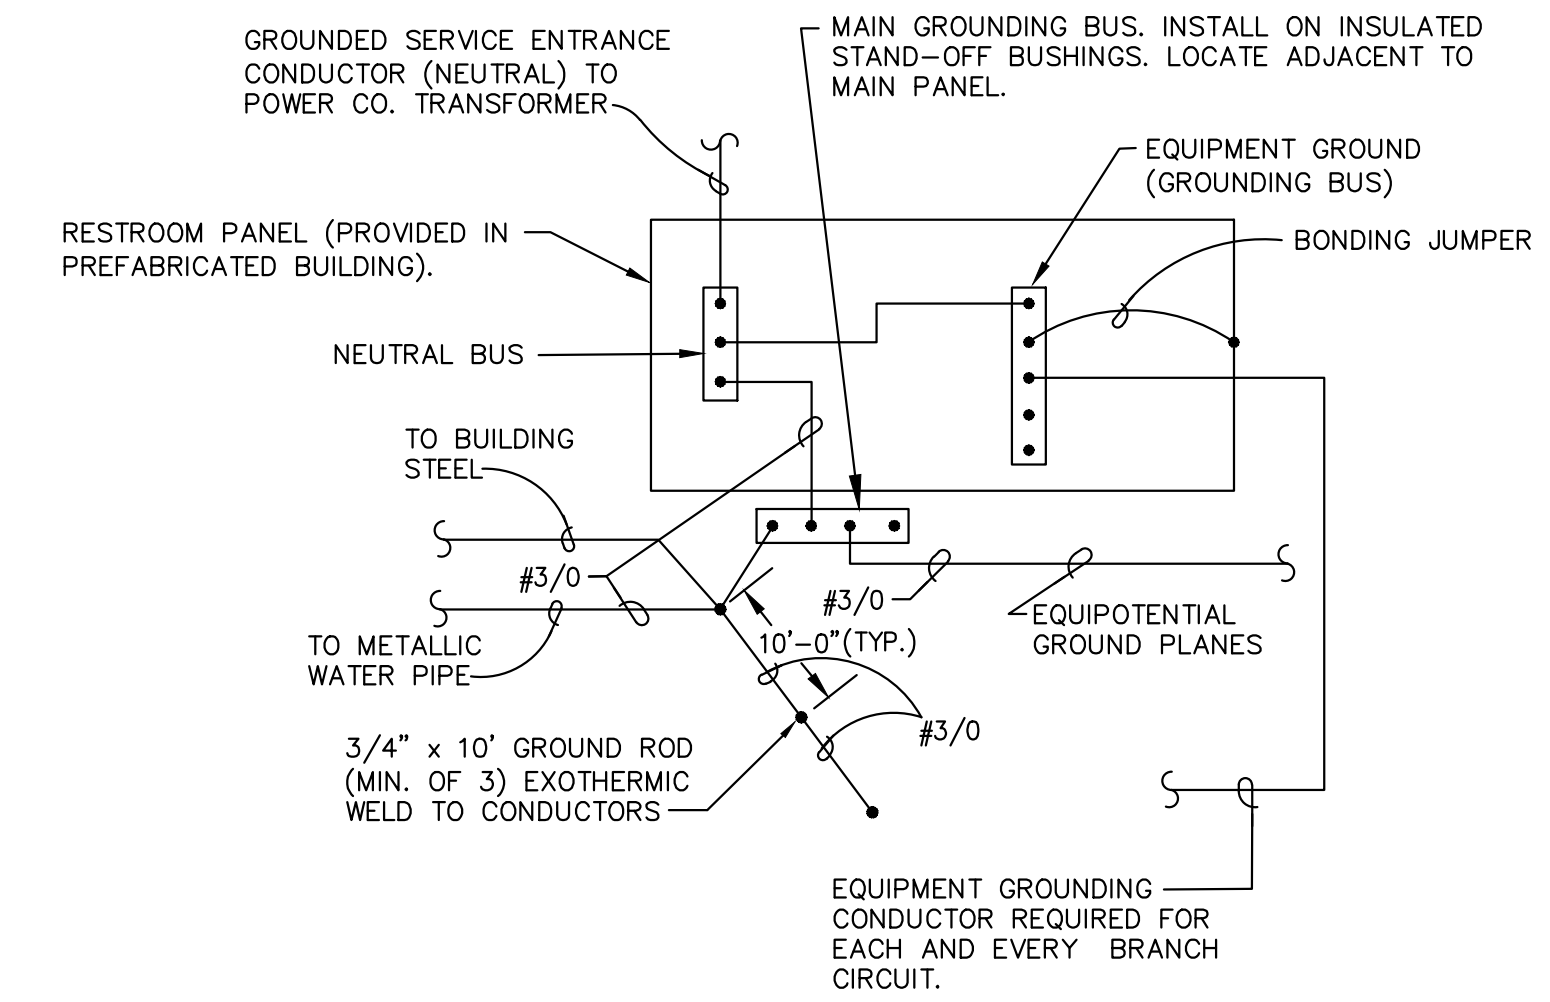 GROUNDED SERVICE ENTRANCE
CONDUCTOR (NEUTRAL) TO
POWER CO. TRANSFORMER
MAIN GROUNDING BUS. INSTALL ON INSULATED
STAND-OFF BUSHINGS. LOCATE ADJACENT TO
MAIN PANEL.
EQUIPMENT GROUND
(GROUNDING BUS)
RESTROOM PANEL (PROVIDED IN
PREFABRICATED BUILDING).
BONDING JUMPER
NEUTRAL BUS
TO BUILDING
STEEL
#3/0
#3/0
EQUIPOTENTIAL
GROUND PLANES
TO METALLIC
WATER PIPE
10'-0"(TYP.)
#3/0
3/4" x 10' GROUND ROD
(MIN. OF 3) EXOTHERMIC
WELD TO CONDUCTORS
EQUIPMENT GROUNDING
CONDUCTOR REQUIRED FOR
EACH AND EVERY BRANCH
CIRCUIT.